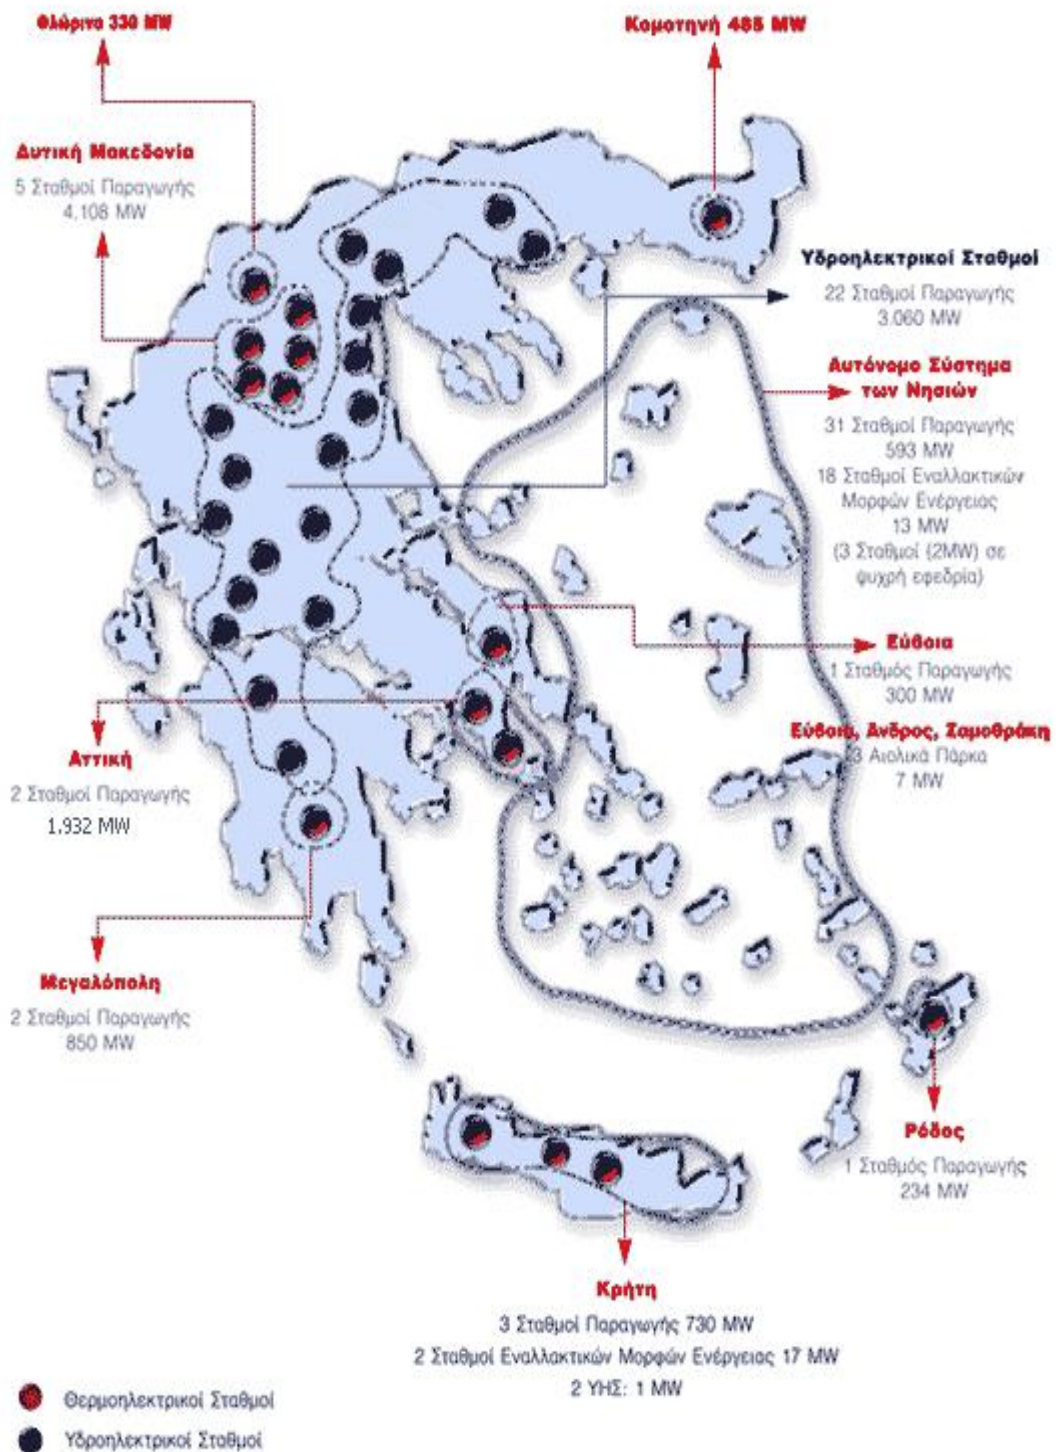 Φλώρινα 330 MW
Κομοτηνή 485 MW
Δυτική Μακεδονία
5 Σταθμοί Παραγωγής
4.108 MW
Υδροηλεκτρικοί Σταθμοί
22 Σταθμοί Παραγωγής
3.060 MW
Αυτόνομο Σύστημα
των Νησιών
31 Σταθμοί Παραγωγής
593 MW
18 Σταθμοί Εναλλακτικών
Μορφών Ενέργειας
13 MW
(3 Σταθμοί (2MW) σε
ψυχρή εφεδρία)
Εύβοια
1 Σταθμός Παραγωγής
300 MW
Εύβοια, Ανδρος, Σαμοθράκη
3 Αιολικά Πάρκα
7 MW
Αττική
2 Σταθμοί Παραγωγής
1.932 MW
Μεγαλόπολη
2 Σταθμοί Παραγωγής
850 MW
Ρόδος
1 Σταθμός Παραγωγής
234 MW
Κρήτη
3 Σταθμοί Παραγωγής 730 MW
2 Σταθμοί Εναλλακτικών Μορφών Ενέργειας 17 MW
2 ΥΗΣ: 1 MW
Θερμοηλεκτρικοί Σταθμοί
Υδροηλεκτρικοί Σταθμοί